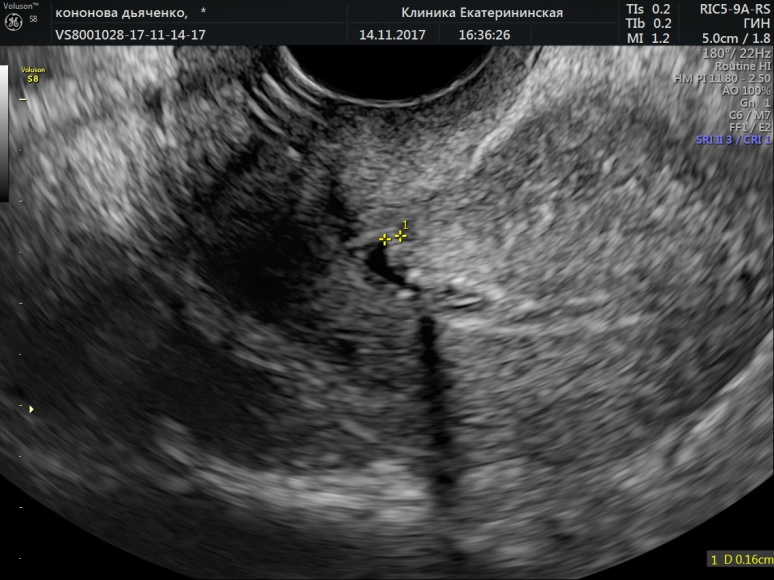 Voluson™
GE S8
кононова дьяченко, *
Клиника Екатерининская
TIs 0.2
RIC5-9A-RS
TIb 0.2
ГИН
VS8001028-17-11-14-17
14.11.2017
16:36:26
MI 1.2
5.0cm / 1.8
180°/ 22Hz
Routine HI
HM PI 11.80 - 2.50
AO 100%
Gn 1
C6 / M7
FF1 / E2
SRI II 3 / CRI 1
Voluson
S8
1
1 D 0.16cm